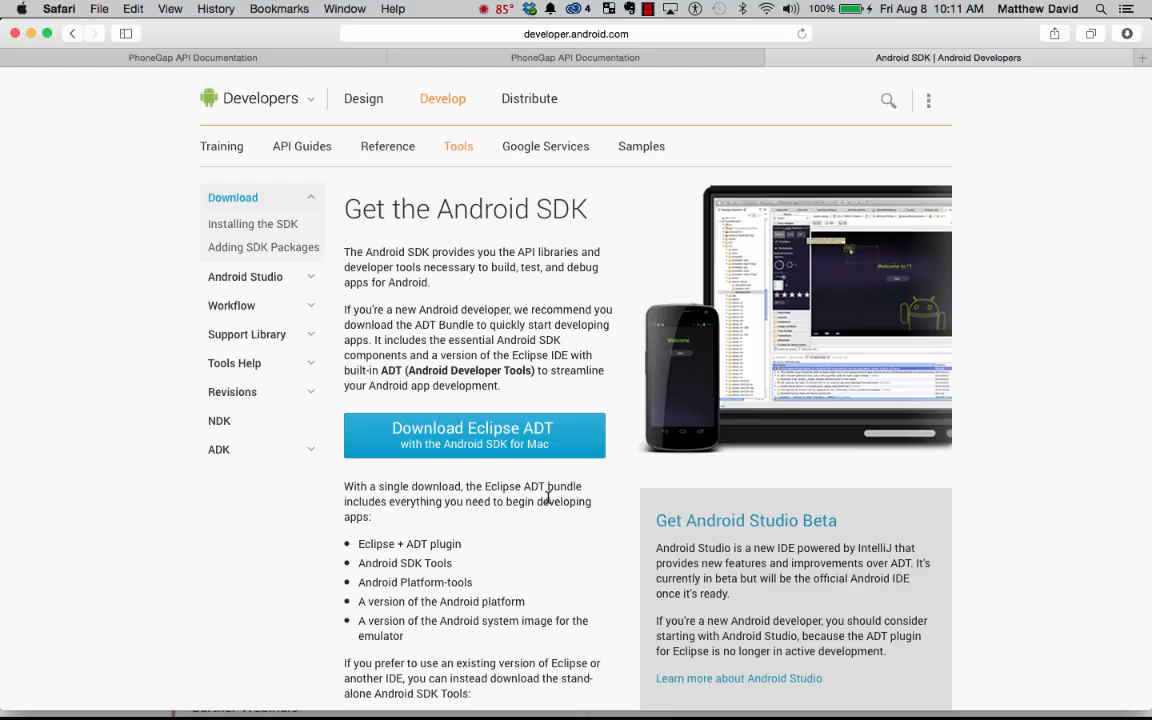 Safari File Edit View History Bookmarks Window Help 85° 4 100% Fri Aug 8 10:11 AM Matthew David
developer.android.com
PhoneGap API Documentation PhoneGap API Documentation Android SDK | Android Developers
Developers Design Develop Distribute
Training API Guides Reference Tools Google Services Samples
Download
Installing the SDK
Adding SDK Packages
Android Studio
Workflow
Support Library
Tools Help
Revisions
NDK
ADK
Get the Android SDK
The Android SDK provides you the API libraries and
developer tools necessary to build, test, and debug
apps for Android.
If you're a new Android developer, we recommend you
download the ADT Bundle to quickly start developing
apps. It includes the essential Android SDK
components and a version of the Eclipse IDE with
built-in ADT (Android Developer Tools) to streamline
your Android app development.
Download Eclipse ADT
with the Android SDK for Mac
With a single download, the Eclipse ADT bundle
includes everything you need to begin developing
apps:
Eclipse + ADT plugin
Android SDK Tools
Android Platform-tools
A version of the Android platform
A version of the Android system image for the
emulator
If you prefer to use an existing version of Eclipse or
another IDE, you can instead download the stand-
alone Android SDK Tools:
Get Android Studio Beta
Android Studio is a new IDE powered by IntelliJ that
provides new features and improvements over ADT. It's
currently in beta but will be the official Android IDE
once it's ready.
If you're a new Android developer, you should consider
starting with Android Studio, because the ADT plugin
for Eclipse is no longer in active development.
Learn more about Android Studio